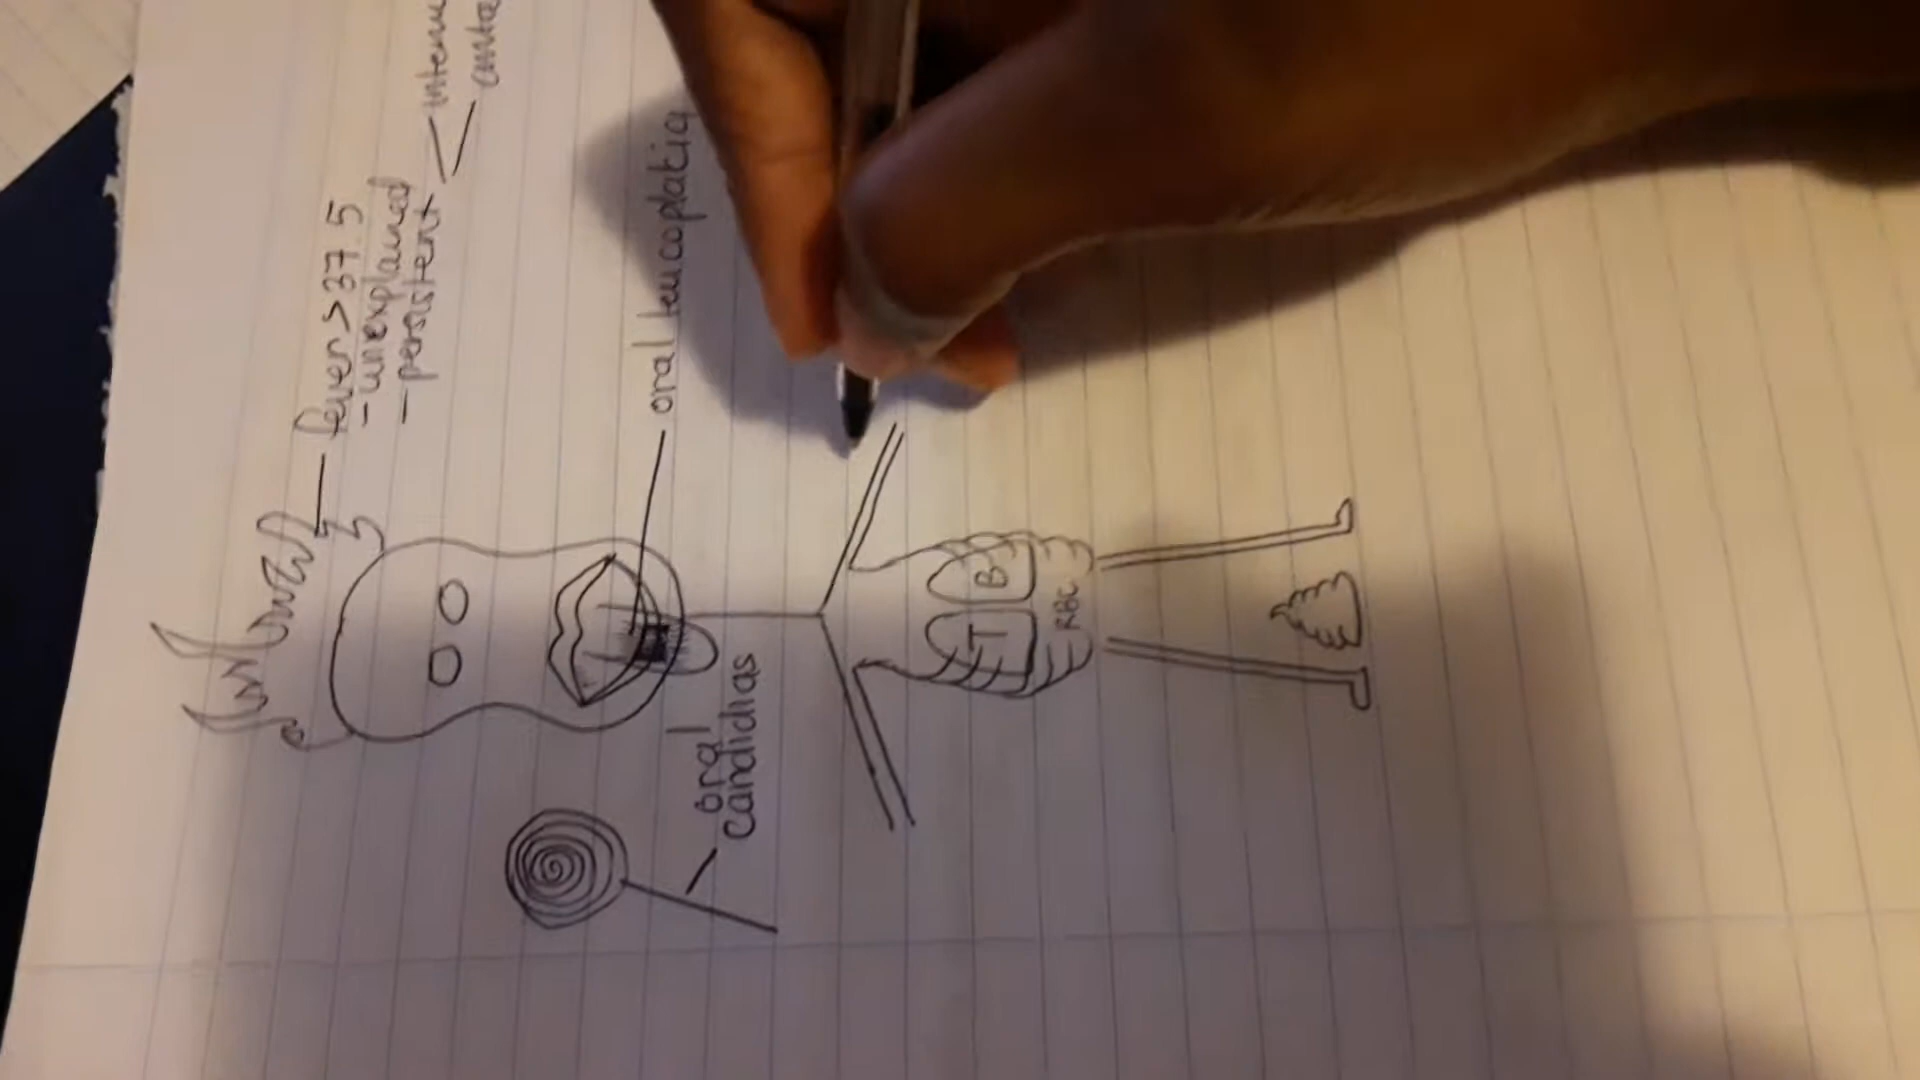 fever > 37.5
- unexplained
- persistent
oral leucoplatia
oral
candidias
T
B
RBC